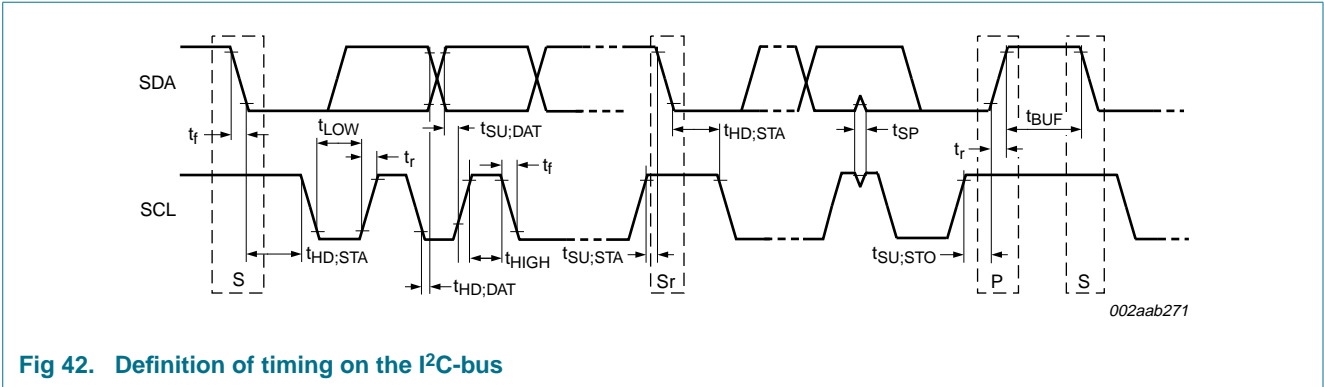 SDA
t_f
t_LOW
t_r
t_SU;DAT
t_f
t_HD;STA
t_SP
t_r
t_BUF
SCL
t_HD;STA
t_HD;DAT
t_HIGH
t_SU;STA
t_SU;STO
S
Sr
P
S
002aab271
Fig 42. Definition of timing on the I²C-bus